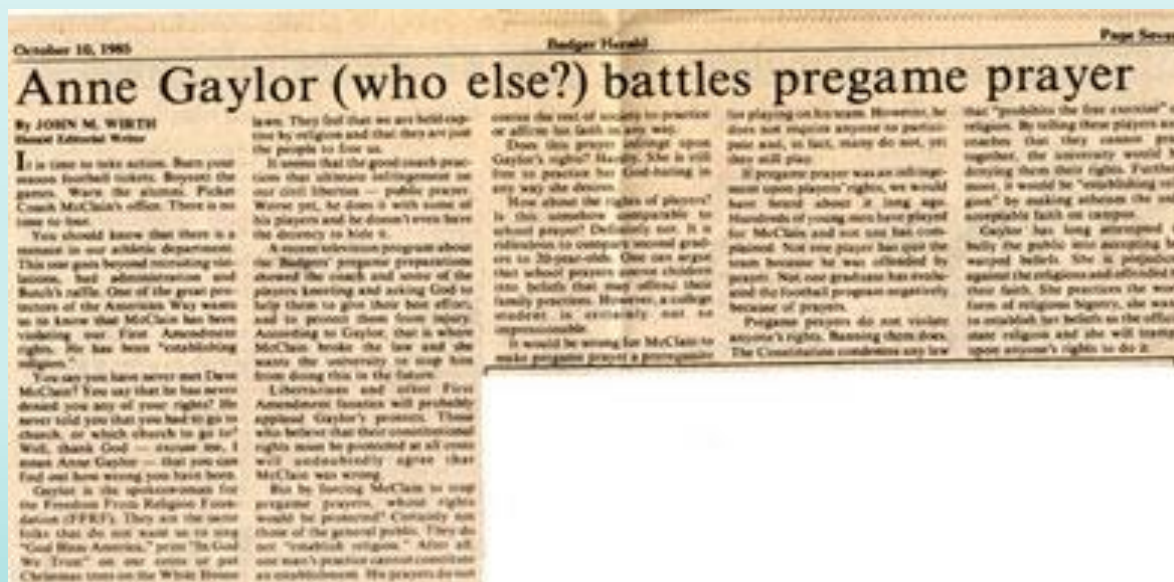 October 10, 1985
Badger Herald
Page Seven
Anne Gaylor (who else?) battles pregame prayer
By JOHN M. WIRTH
Herald Editorial Writer
It is time to take action. Burn your
season football tickets. Boycott the
games. Warn the alumni. Picket
Coach McClain's office. There is no
time to lose.
You should know that there is a
menace in our athletic department.
This one goes beyond recruiting vio-
lations, bad administration and
Butch's raffle. One of the great pro-
tectors of the American Way wants
us to know that McClain has been
violating our First Amendment
rights. He has been "establishing
religion."
You say you have never met Dave
McClain? You say that he has never
denied you any of your rights? He
never told you that you had to go to
church, or which church to go to?
Well, thank God — excuse me, I
mean Anne Gaylor — that you can
find out how wrong you have been.
Gaylor is the spokeswoman for
the Freedom From Religion Foun-
dation (FFRF). They are the same
folks that do not want us to sing
"God Bless America," print "In God
We Trust" on our coins or put
Christmas trees on the White House
lawn. They feel that we are held cap-
tive by religion and that they are just
the people to free us.
It seems that the good coach prac-
tices that ultimate infringement on
our civil liberties — public prayer.
Worse yet, he does it with some of
his players and he doesn't even have
the decency to hide it.
A recent television program about
the Badgers' pregame preparations
showed the coach and some of the
players kneeling and asking God to
help them to give their best effort,
and to protect them from injury.
According to Gaylor, that is where
McClain broke the law and she
wants the university to stop him
from doing this in the future.
Libertarians and other First
Amendment fanatics will probably
applaud Gaylor's protests. Those
who believe that their constitutional
rights must be protected at all costs
will undoubtedly agree that
McClain was wrong.
But by forcing McClain to stop
pregame prayers, whose rights
would be protected? Certainly not
those of the general public. They do
not "establish religion." After all,
one man's practice cannot constitute
an establishment. His prayers do not
coerce the rest of society to practice
or affirm his faith in any way.
Does this prayer infringe upon
Gaylor's rights? Hardly. She is still
free to practice her God-hating in
any way she desires.
How about the rights of players?
Is this somehow comparable to
school prayer? Definitely not. It is
ridiculous to compare second grad-
ers to 20-year-olds. One can argue
that school prayers coerce children
into beliefs that may offend their
family practices. However, a college
student is certainly not so
impressionable.
It would be wrong for McClain to
make pregame prayer a prerequisite
for playing on his team. However, he
does not require anyone to partici-
pate and, in fact, many do not, yet
they still play.
If pregame prayer was an infringe-
ment upon players' rights, we would
have heard about it long ago.
Hundreds of young men have played
for McClain and not one has com-
plained. Not one player has quit the
team because he was offended by
prayer. Not one graduate has evalu-
ated the football program negatively
because of prayers.
Pregame prayers do not violate
anyone's rights. Banning them does.
The Constitution condemns any law
that "prohibits the free exercise"
religion. By telling these players
coaches that they cannot
together, the university would
denying them their rights.
more, it would be "establishing
gion" by making atheism the
acceptable faith on campus.
Gaylor has long attempted
bully the public into accepting
warped beliefs. She is
against the religious and
their faith. She practices the
form of religious bigotry, she
to establish her beliefs as the
state religion and she will
upon anyone's rights to do it.